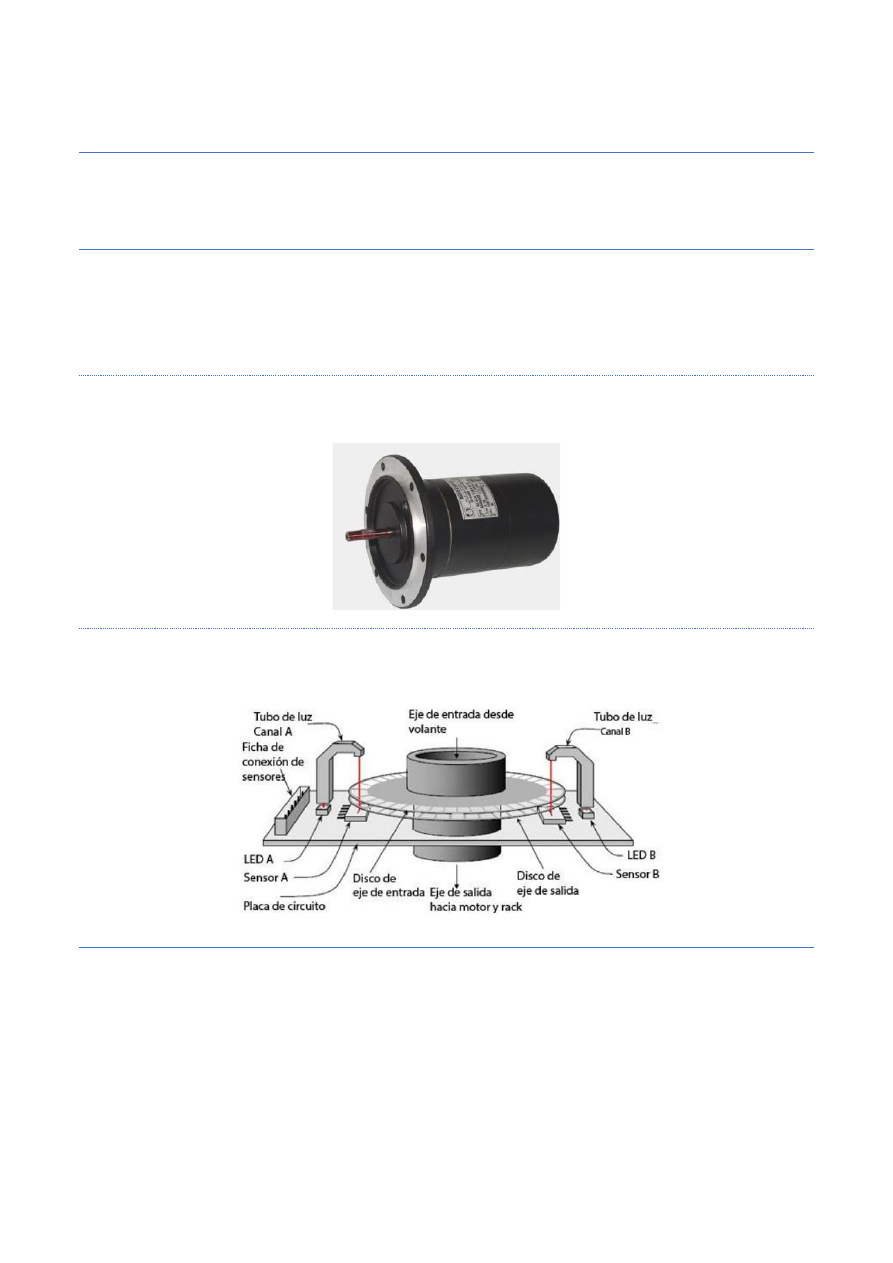 Tubo de luz
Canal A
Ficha de
conexión de
sensores
Eje de entrada desde
volante
Tubo de luz_
Canal B
LED A
Sensor A
Placa de circuito
Disco de
eje de entrada
Eje de salida
hacia motor y rack
Disco de
eje de salida
LED B
Sensor B